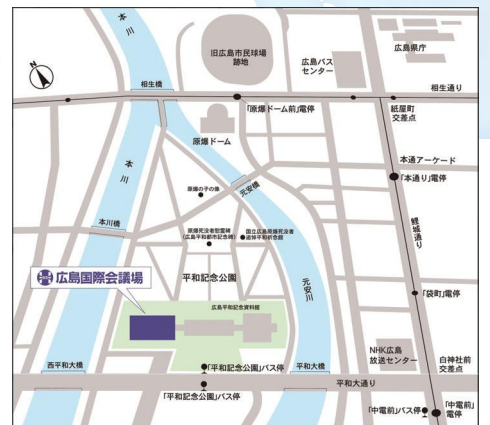 本川
旧広島市民球場
跡地
広島県庁
広島バス
センター
N
相生橋
相生通り
「原爆ドーム前」電停
紙屋町
交差点
原爆ドーム
本通アーケード
本川
元安橋
「本通り」電停
原爆の子の像
鯉城通り
本川橋
原爆死没者慰霊碑
(広島平和都市記念碑)
国立広島原爆死没者
追悼平和祈念館
平和記念公園
広島国際会議場
元安川
「袋町」電停
広島平和記念資料館
NHK広島
放送センター
白神社前
交差点
西平和大橋
「平和記念公園」バス停
平和大橋
平和大通り
「平和記念公園」バス停
「中電前」バス停
「中電前」
電停